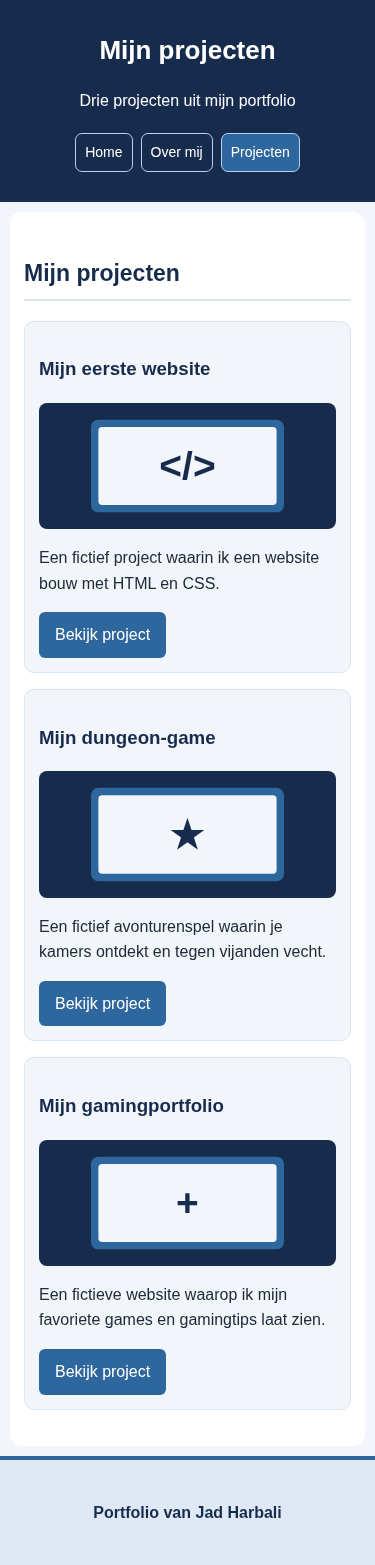 Mijn projecten
Drie projecten uit mijn portfolio
Home Over mij Projecten
Mijn projecten
Mijn eerste website
</>
Een fictief project waarin ik een website
bouw met HTML en CSS.
Bekijk project
Mijn dungeon-game
★
Een fictief avonturenspel waarin je
kamers ontdekt en tegen vijanden vecht.
Bekijk project
Mijn gamingportfolio
+
Een fictieve website waarop ik mijn
favoriete games en gamingtips laat zien.
Bekijk project
Portfolio van Jad Harbali